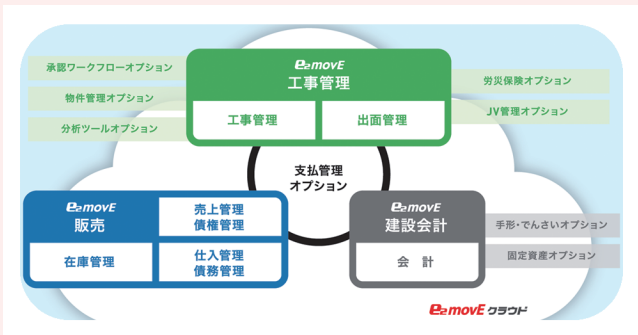 e2movE
工事管理
工事管理
出面管理
承認ワークフローオプション
物件管理オプション
分析ツールオプション
労災保険オプション
JV管理オプション
支払管理
オプション
e2movE
販売
売上管理
債権管理
在庫管理
仕入管理
債務管理
e2movE
建設会計
会 計
手形・でんさいオプション
固定資産オプション
e2movE クラウド